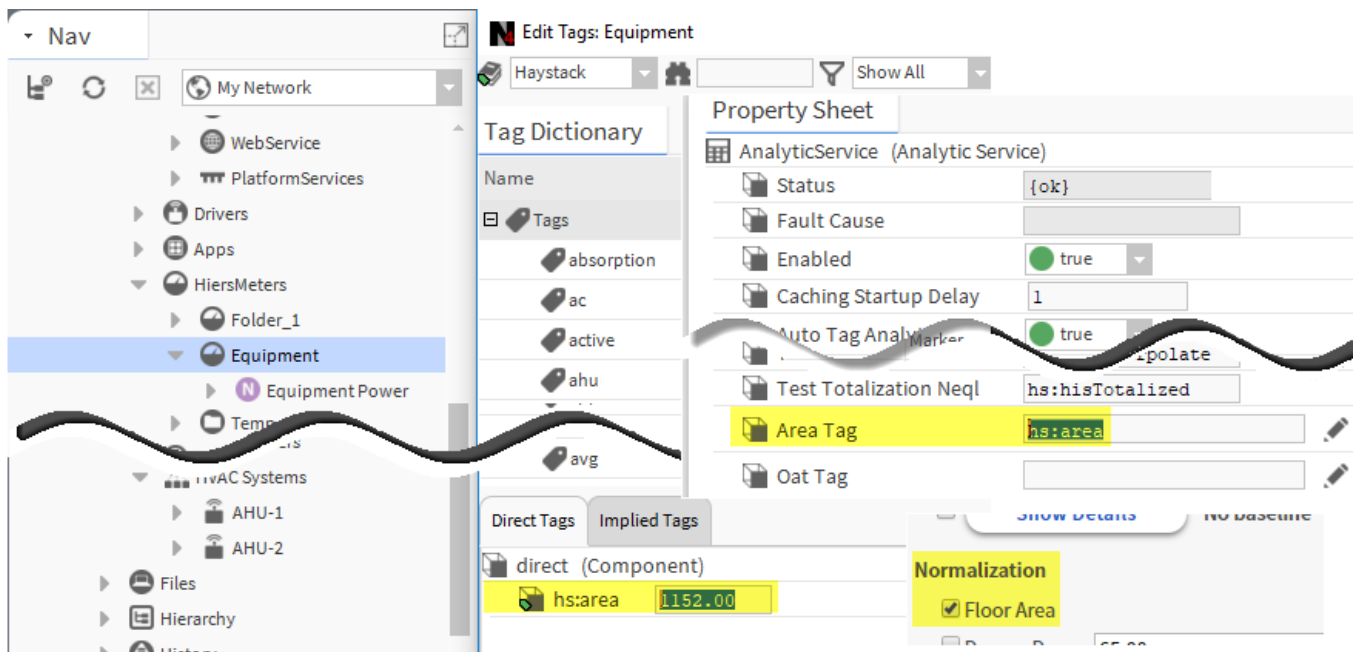 Nav
My Network
WebService
PlatformServices
Drivers
Apps
HiersMeters
Folder_1
Equipment
N Equipment Power
HVAC Systems
AHU-1
AHU-2
Files
Hierarchy
History
Edit Tags: Equipment
Haystack
Show All
Tag Dictionary
Name
Tags
absorption
ac
active
ahu
avg
Property Sheet
AnalyticService (Analytic Service)
Status {ok}
Fault Cause
Enabled true
Caching Startup Delay 1
Auto Tag true
Marker
Test Totalization Neql hs:hisTotalized
Area Tag hs:area
Oat Tag
Direct Tags Implied Tags
direct (Component)
hs:area 1152.00
Show Details No baseline
Normalization
Floor Area